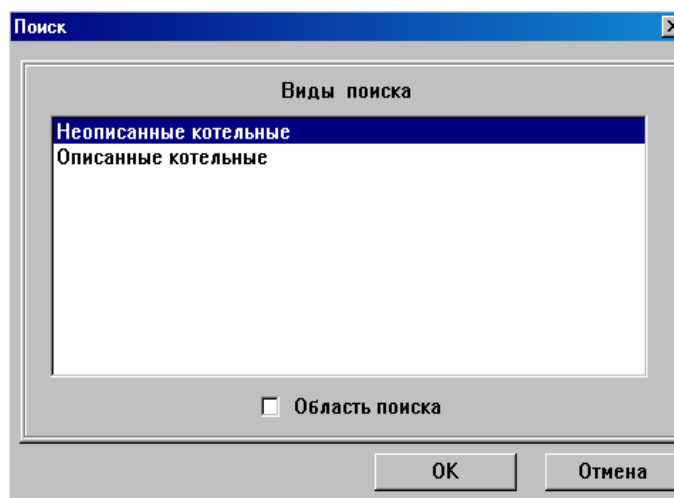 Поиск
Виды поиска
Неописанные котельные
Описанные котельные
Область поиска
OK
Отмена